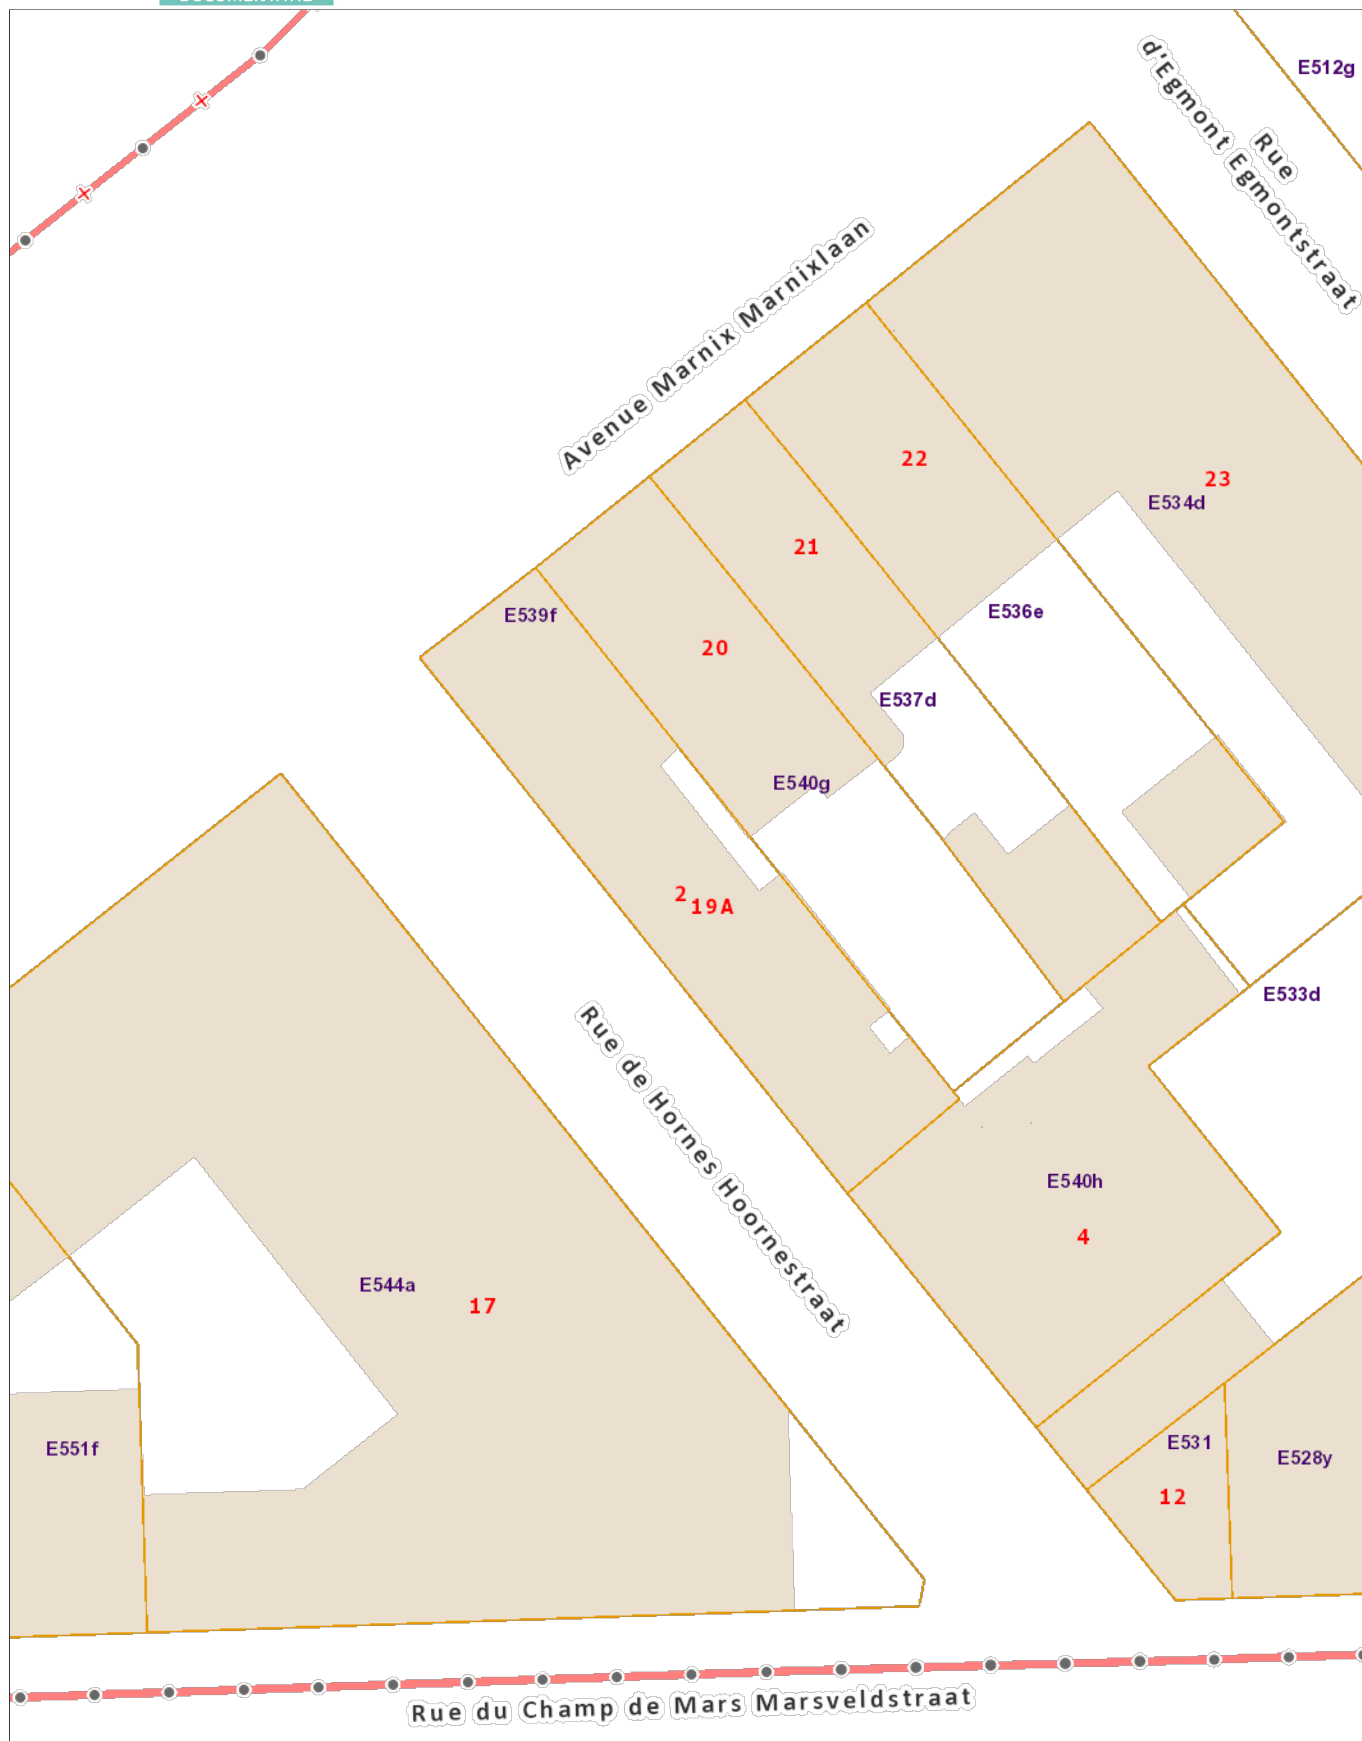 E512g
Rue
d'Egmont Egmontstraat
Avenue Marnix Marnixlaan
22
23
E534d
21
E539f
E536e
20
E537d
E540g
2
19A
E533d
Rue de Hornes Hoornestraat
E540h
4
E544a
17
E551f
E531
E528y
12
Rue du Champ de Mars Marsveldstraat